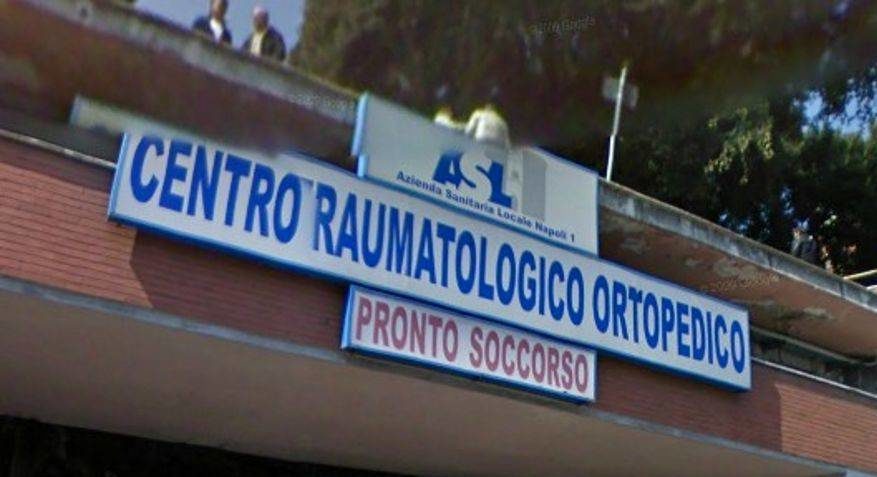 ASL
Azienda Sanitaria Locale Napoli 1
CENTRO TRAUMATOLOGICO ORTOPEDICO
PRONTO SOCCORSO